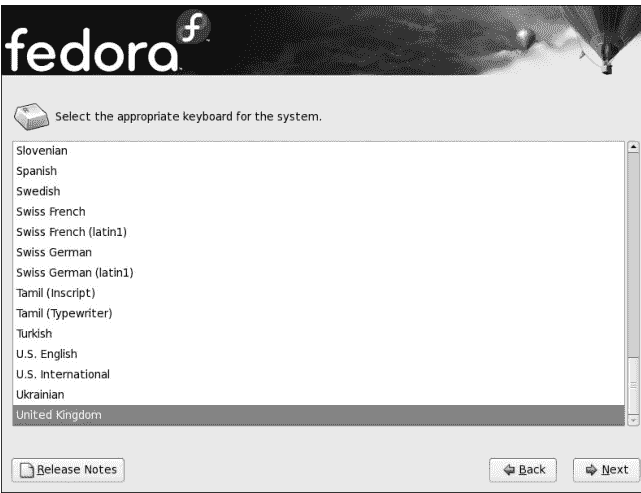 fedora
Select the appropriate keyboard for the system.
Slovenian
Spanish
Swedish
Swiss French
Swiss French (latin1)
Swiss German
Swiss German (latin1)
Tamil (Inscript)
Tamil (Typewriter)
Turkish
U.S. English
U.S. International
Ukrainian
United Kingdom
Release Notes
Back
Next